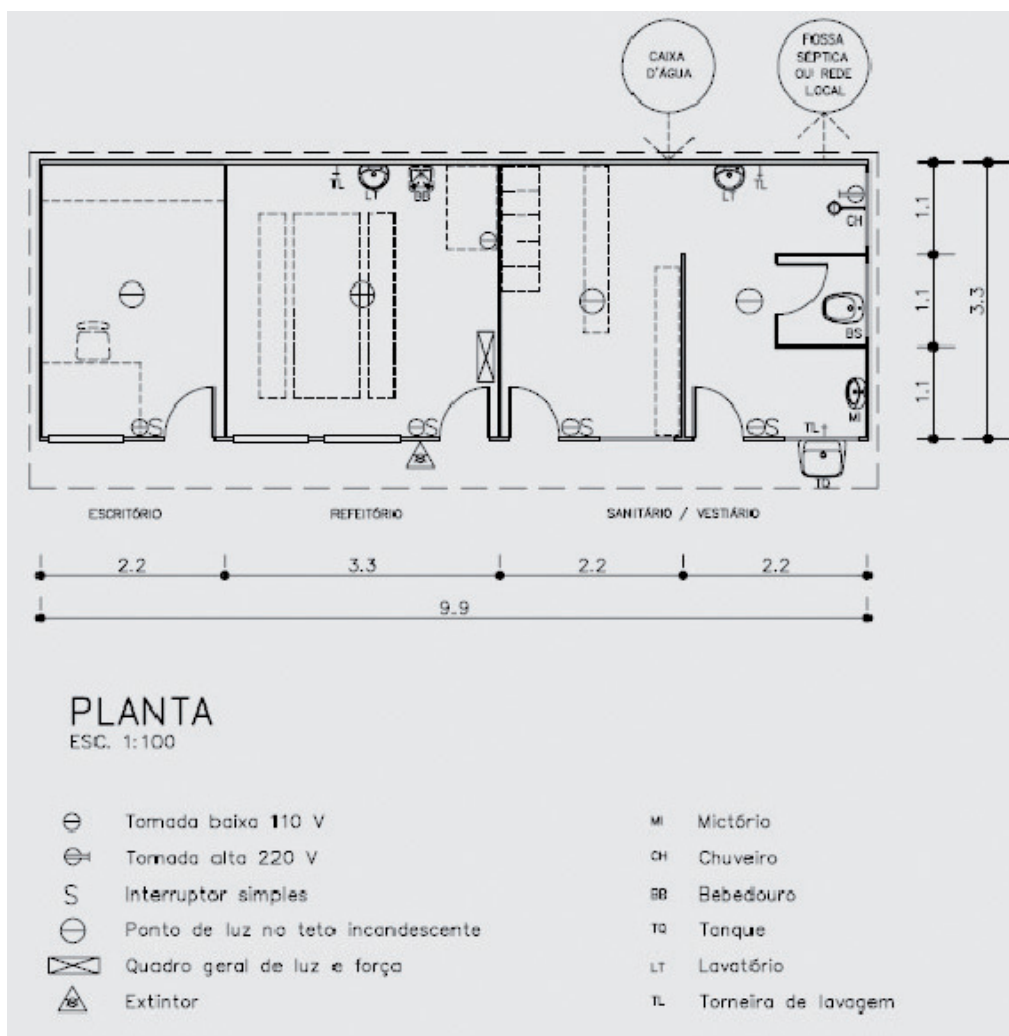 CAIXA
D'ÁGUA
FOSSA
SÉPTICA
OU REDE
LOCAL
TL
LT
BB
LT
TL
CH
1.1
BS
1.1
3.3
MI
1.1
S
S
S
S
TL
TQ
ESCRITÓRIO
REFEITÓRIO
SANITÁRIO / VESTIÁRIO
2.2
3.3
2.2
2.2
9.9
PLANTA
ESC. 1:100
Tomada baixa 110 V
Tomada alta 220 V
S Interruptor simples
Ponto de luz no teto incandescente
Quadro geral de luz e força
Extintor
MI Mictório
CH Chuveiro
BB Bebedouro
TQ Tanque
LT Lavatório
TL Torneira de lavagem